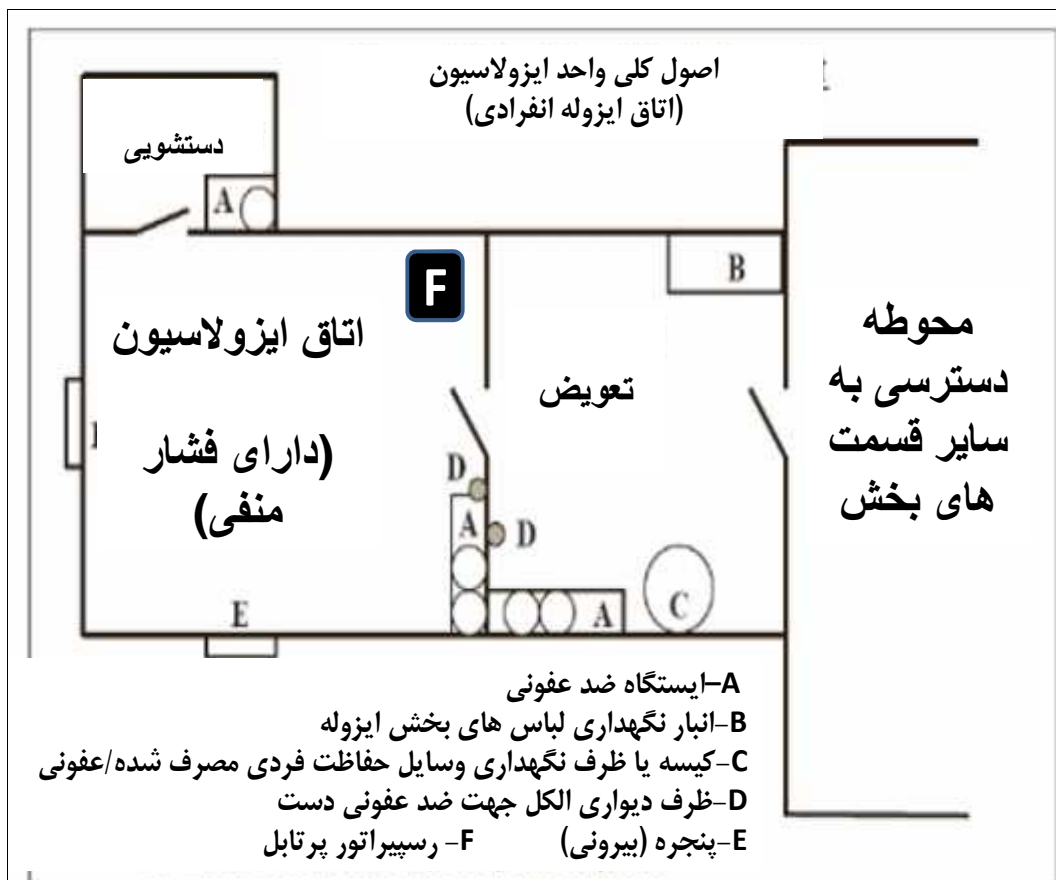 اصول کلی واحد ایزولاسیون
(اتاق ایزوله انفرادی)
دستشویی
A
F
B
اتاق ایزولاسیون
(دارای فشار
منفی)
تعویض
محوطه
دسترسی به
سایر قسمت
های بخش
D
A
D
E
A
C
A–ایستگاه ضد عفونی
B-انبار نگهداری لباس های بخش ایزوله
C-کیسه یا ظرف نگهداری وسایل حفاظت فردی مصرف شده/عفونی
D-ظرف دیواری الکل جهت ضد عفونی دست
E-پنجره (بیرونی) F- رسپیراتور پرتابل